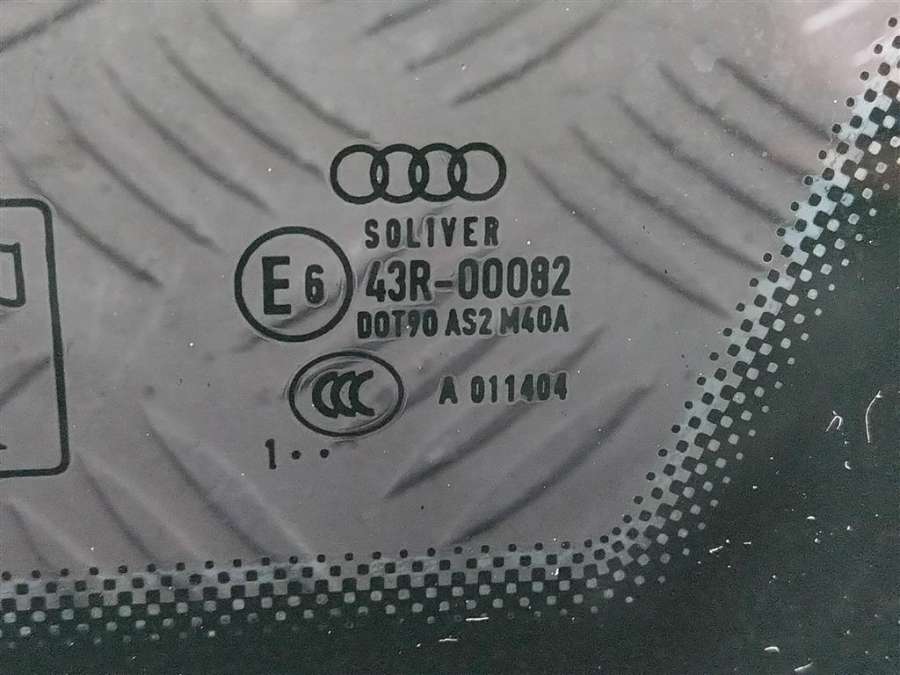 SOLIVER
E6 43R-00082
DOT90 AS2 M40A
CCC A 011404
1••